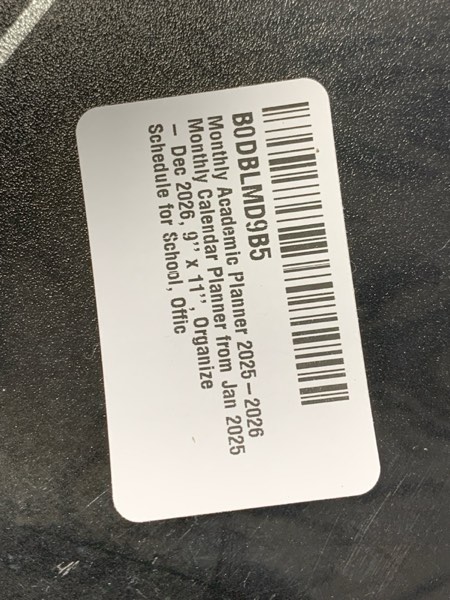 B0DBLMD9B5
Monthly Academic Planner 2025-2026
Monthly Calendar Planner from Jan 2025
- Dec 2026, 9’’ x 11’’, Organize
Schedule for School, Offic